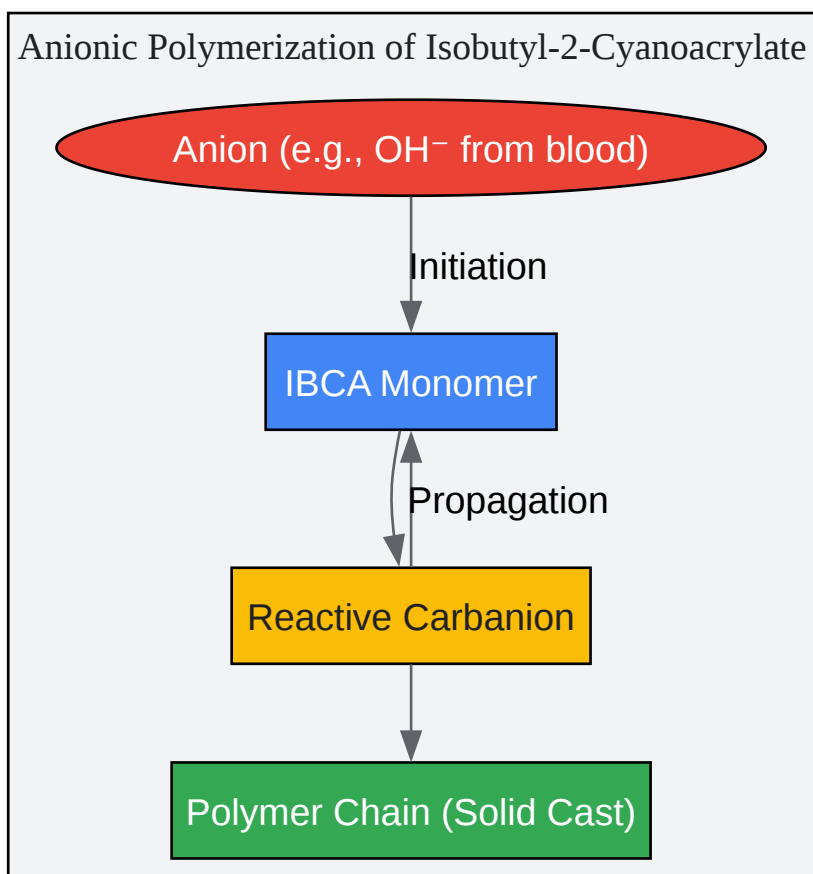 Anionic Polymerization of Isobutyl-2-Cyanoacrylate
Anion (e.g., OH⁻ from blood)
Initiation
IBCA Monomer
Propagation
Reactive Carbanion
Polymer Chain (Solid Cast)